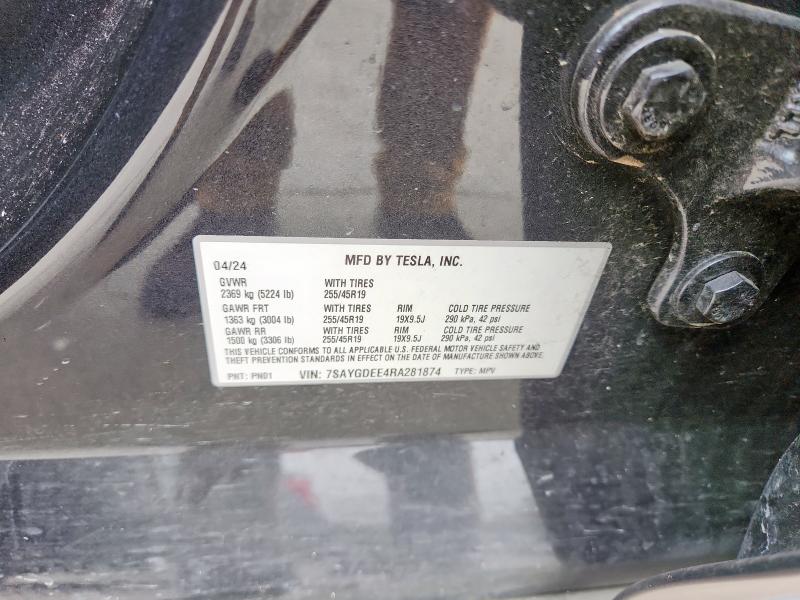 04/24 MFD BY TESLA, INC.
GVWR WITH TIRES
2369 kg (5224 lb) 255/45R19
GAWR FRT WITH TIRES RIM COLD TIRE PRESSURE
1363 kg (3004 lb) 255/45R19 19X9.5J 290 kPa, 42 psi
GAWR RR WITH TIRES RIM COLD TIRE PRESSURE
1500 kg (3306 lb) 255/45R19 19X9.5J 290 kPa, 42 psi
THIS VEHICLE CONFORMS TO ALL APPLICABLE U.S. FEDERAL MOTOR VEHICLE SAFETY AND
THEFT PREVENTION STANDARDS IN EFFECT ON THE DATE OF MANUFACTURE SHOWN ABOVE.
PNT: PN01 VIN: 7SAYGDEE4RA281874 TYPE: MPV